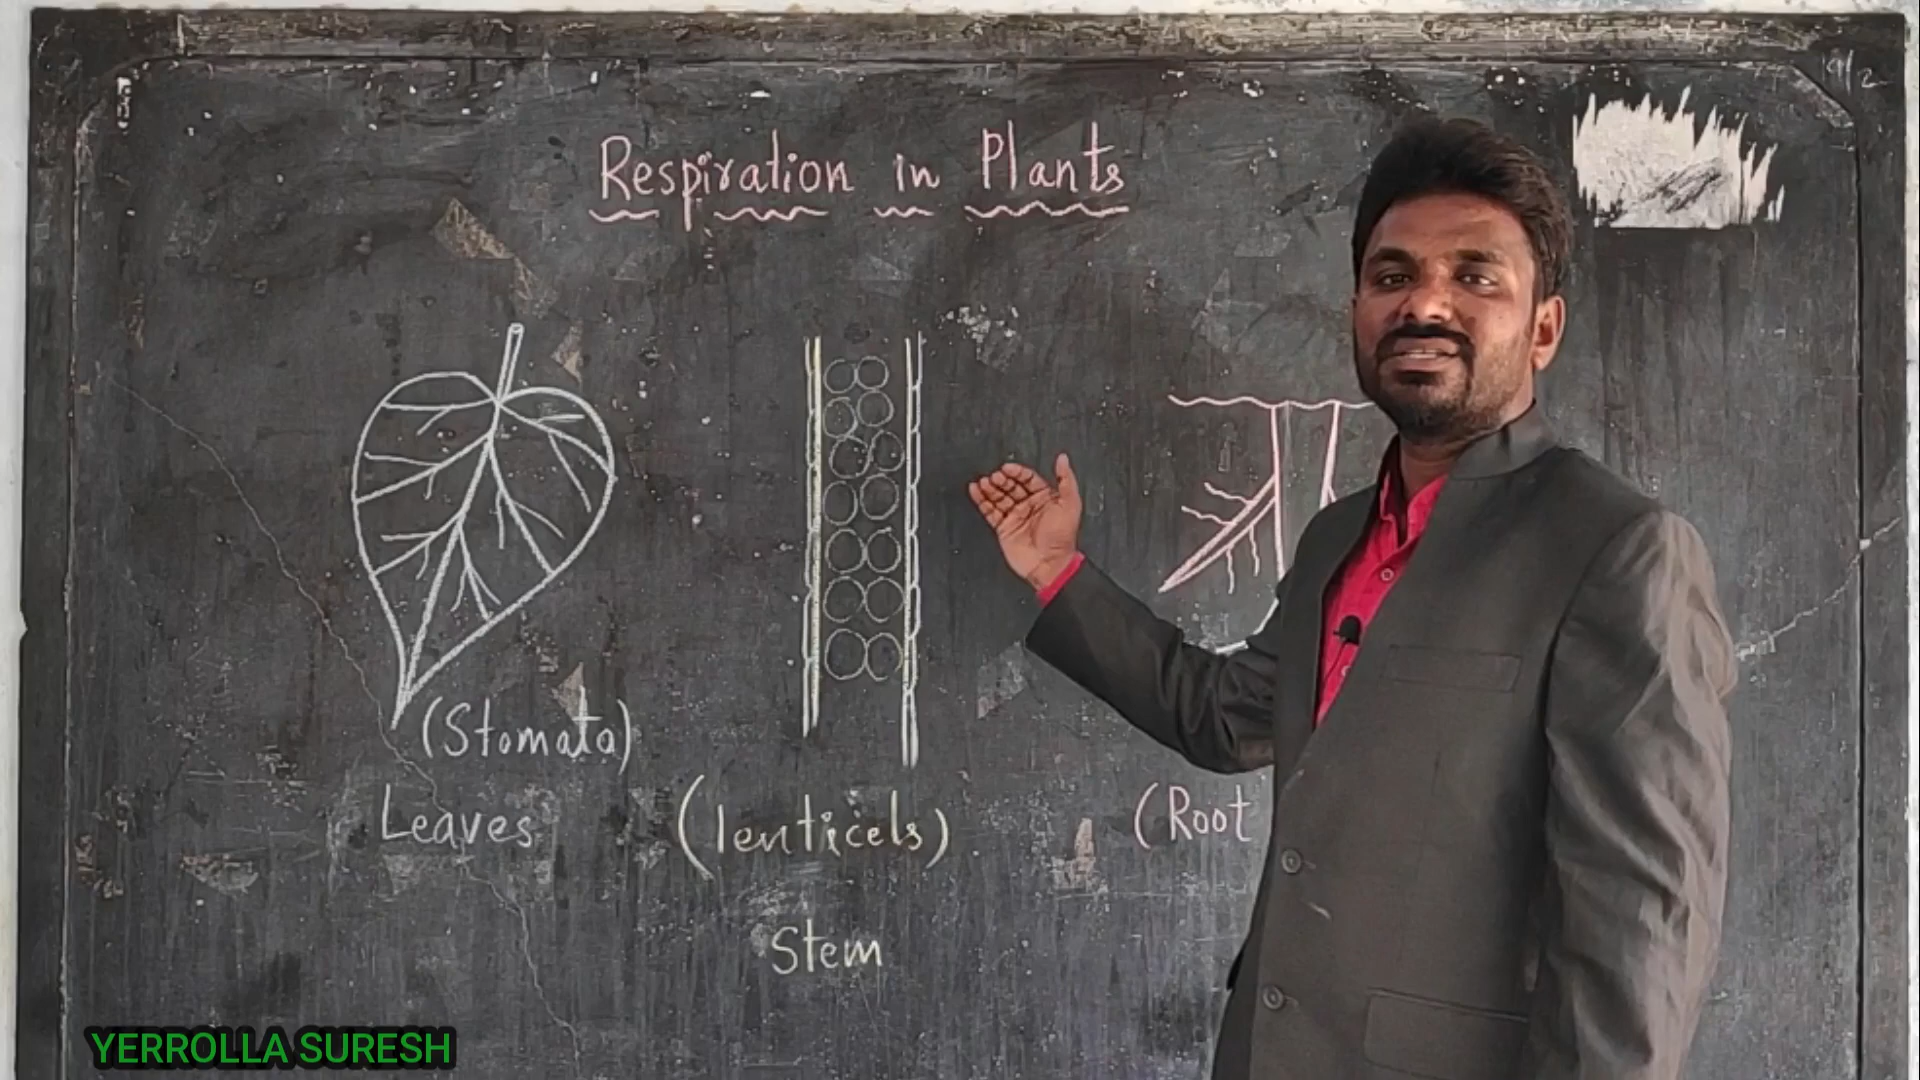 Respiration in Plants
(Stomata)
Leaves
(lenticels)
Stem
(Root
YERROLLA SURESH